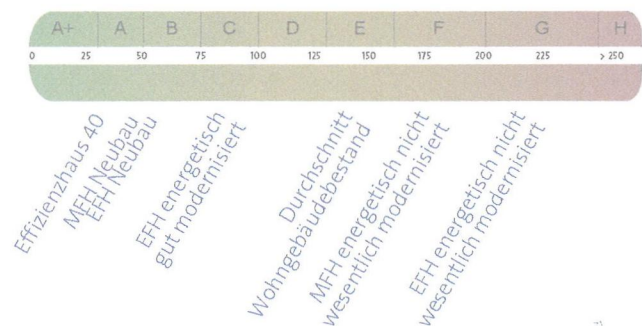 A+ A B C D E F G H
0 25 50 75 100 125 150 175 200 225 > 250
Effizienzhaus 40
MFH Neubau
EFH Neubau
EFH energetisch
gut modernisiert
Durchschnitt
Wohngebäudebestand
MFH energetisch nicht
wesentlich modernisiert
EFH energetisch nicht
wesentlich modernisiert